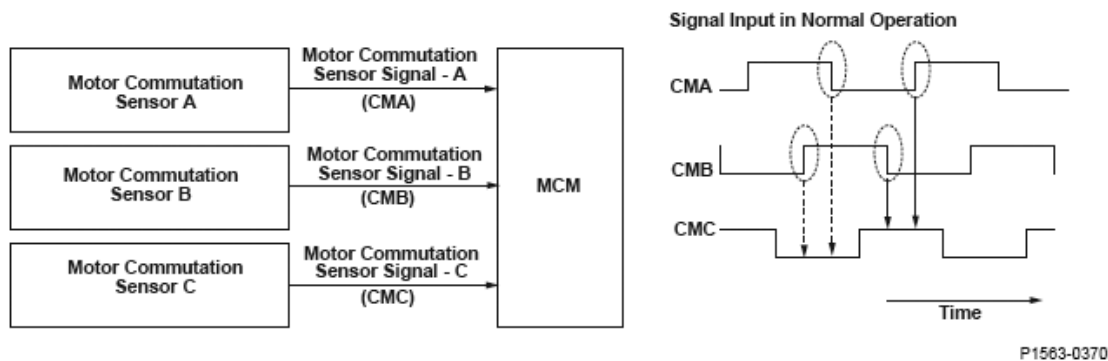 Motor Commutation
Sensor A
Motor Commutation
Sensor Signal - A
(CMA)
Motor Commutation
Sensor B
Motor Commutation
Sensor Signal - B
(CMB)
Motor Commutation
Sensor C
Motor Commutation
Sensor Signal - C
(CMC)
MCM
Signal Input in Normal Operation
CMA
CMB
CMC
Time
P1563-0370